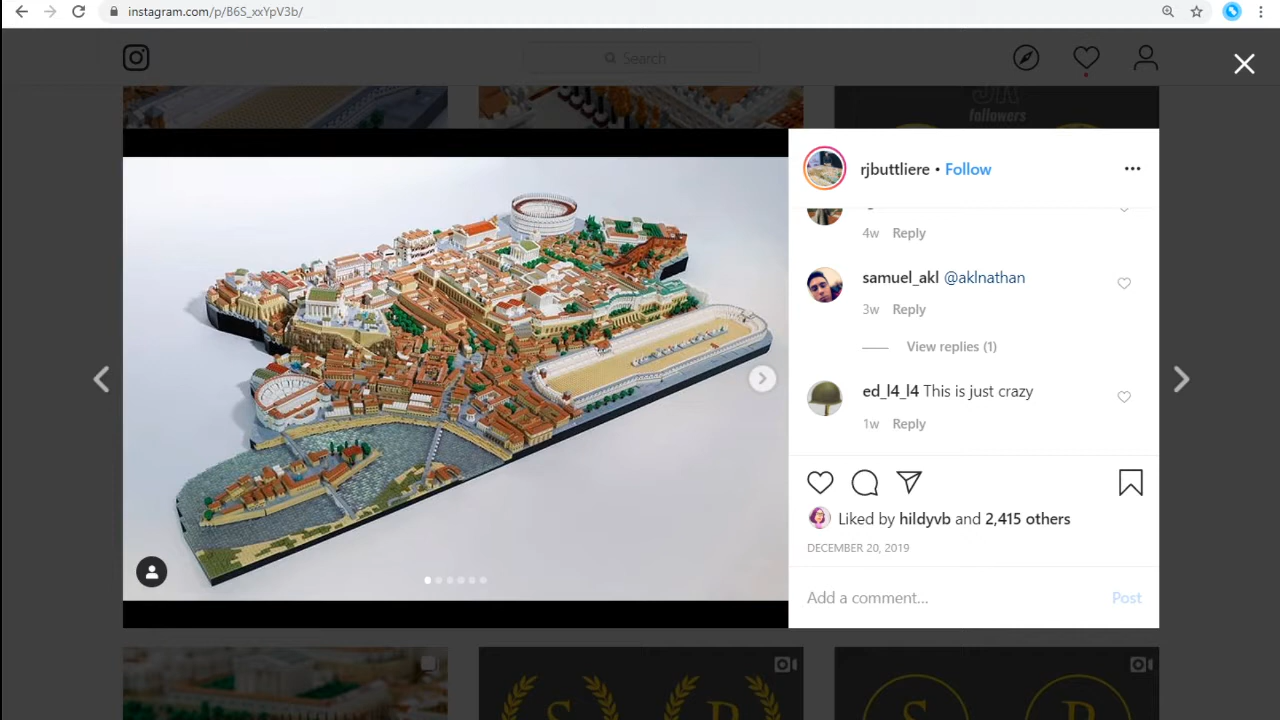 instagram.com/p/B6S_xxYpV3b/
Search
followers
rjbuttliere • Follow
4w Reply
samuel_akl @aklnathan
3w Reply
View replies (1)
ed_l4_l4 This is just crazy
1w Reply
Liked by hildyvb and 2,415 others
DECEMBER 20, 2019
Add a comment... Post
S P S P